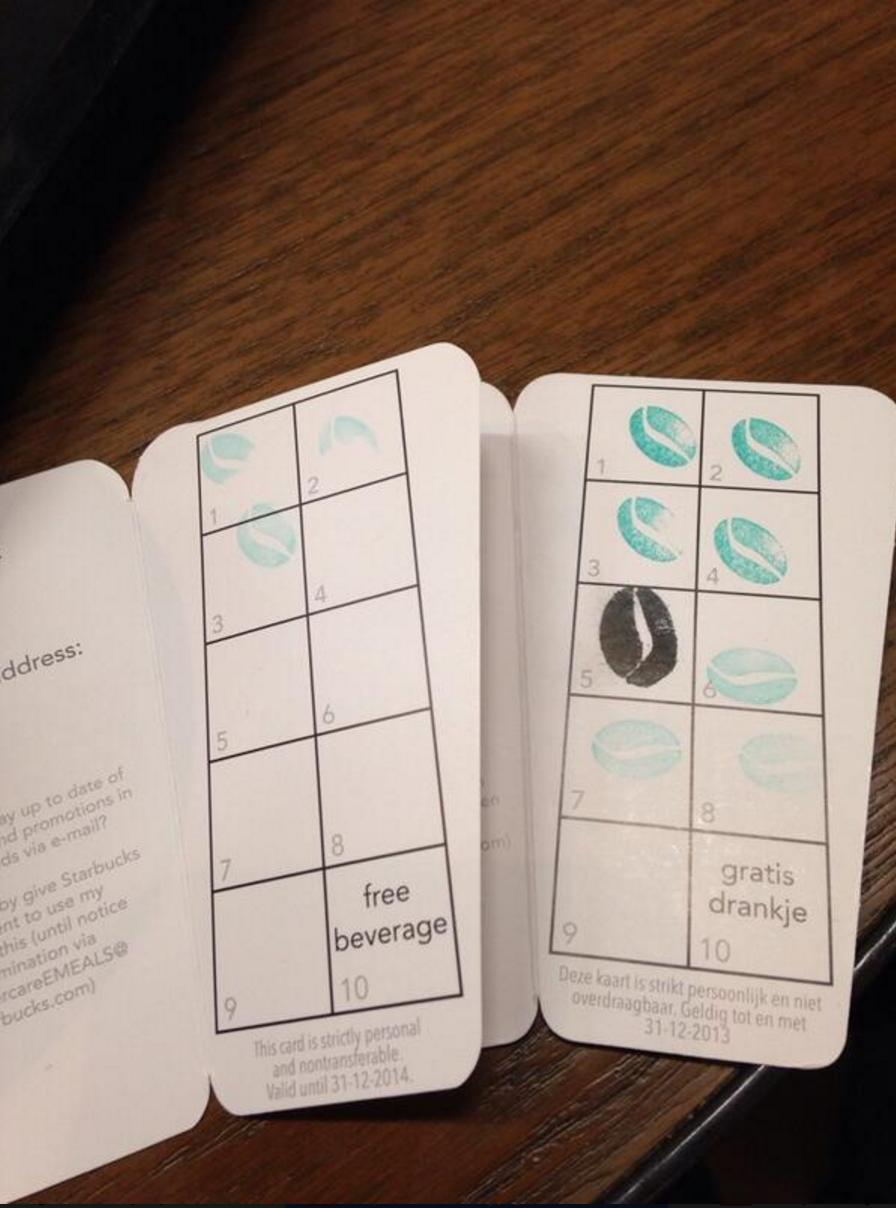 ddress:
ay up to date of
nd promotions in
ds via e-mail?
by give Starbucks
nt to use my
this (until notice
mination via
rcareEMEALS@
bucks.com)
1
2
3
4
5
6
7
8
free
beverage
9
10
This card is strictly personal
and nontransferable.
Valid until 31-12-2014.
en
om)
1
2
3
4
5
6
7
8
gratis
drankje
9
10
Deze kaart is strikt persoonlijk en niet
overdraagbaar. Geldig tot en met
31-12-2013